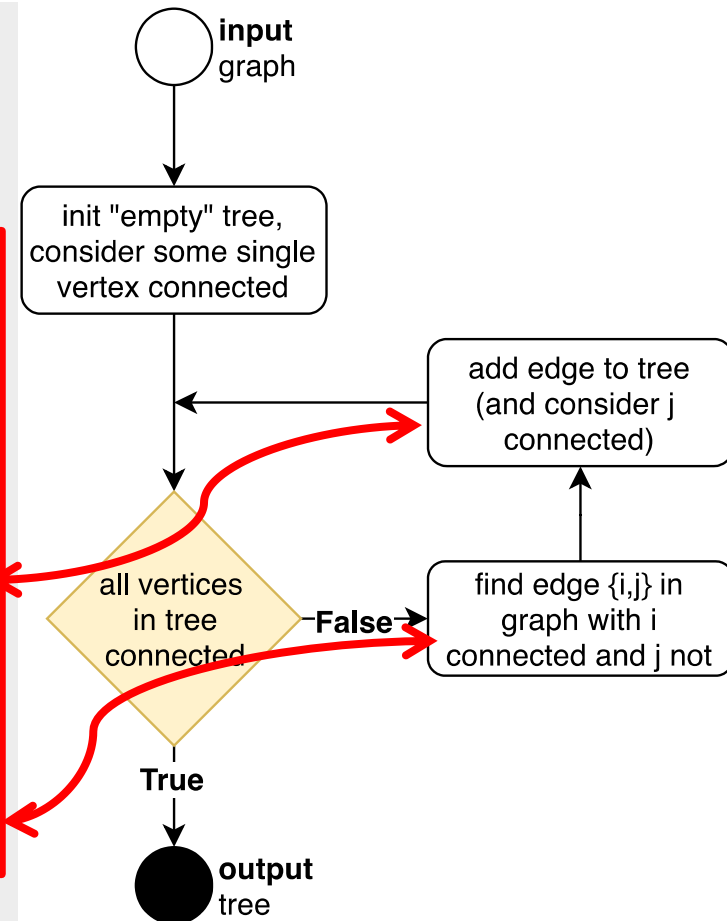 input
graph
init "empty" tree,
consider some single
vertex connected
add edge to tree
(and consider j
connected)
all vertices
in tree
connected
False
find edge {i,j} in
graph with i
connected and j not
True
output
tree